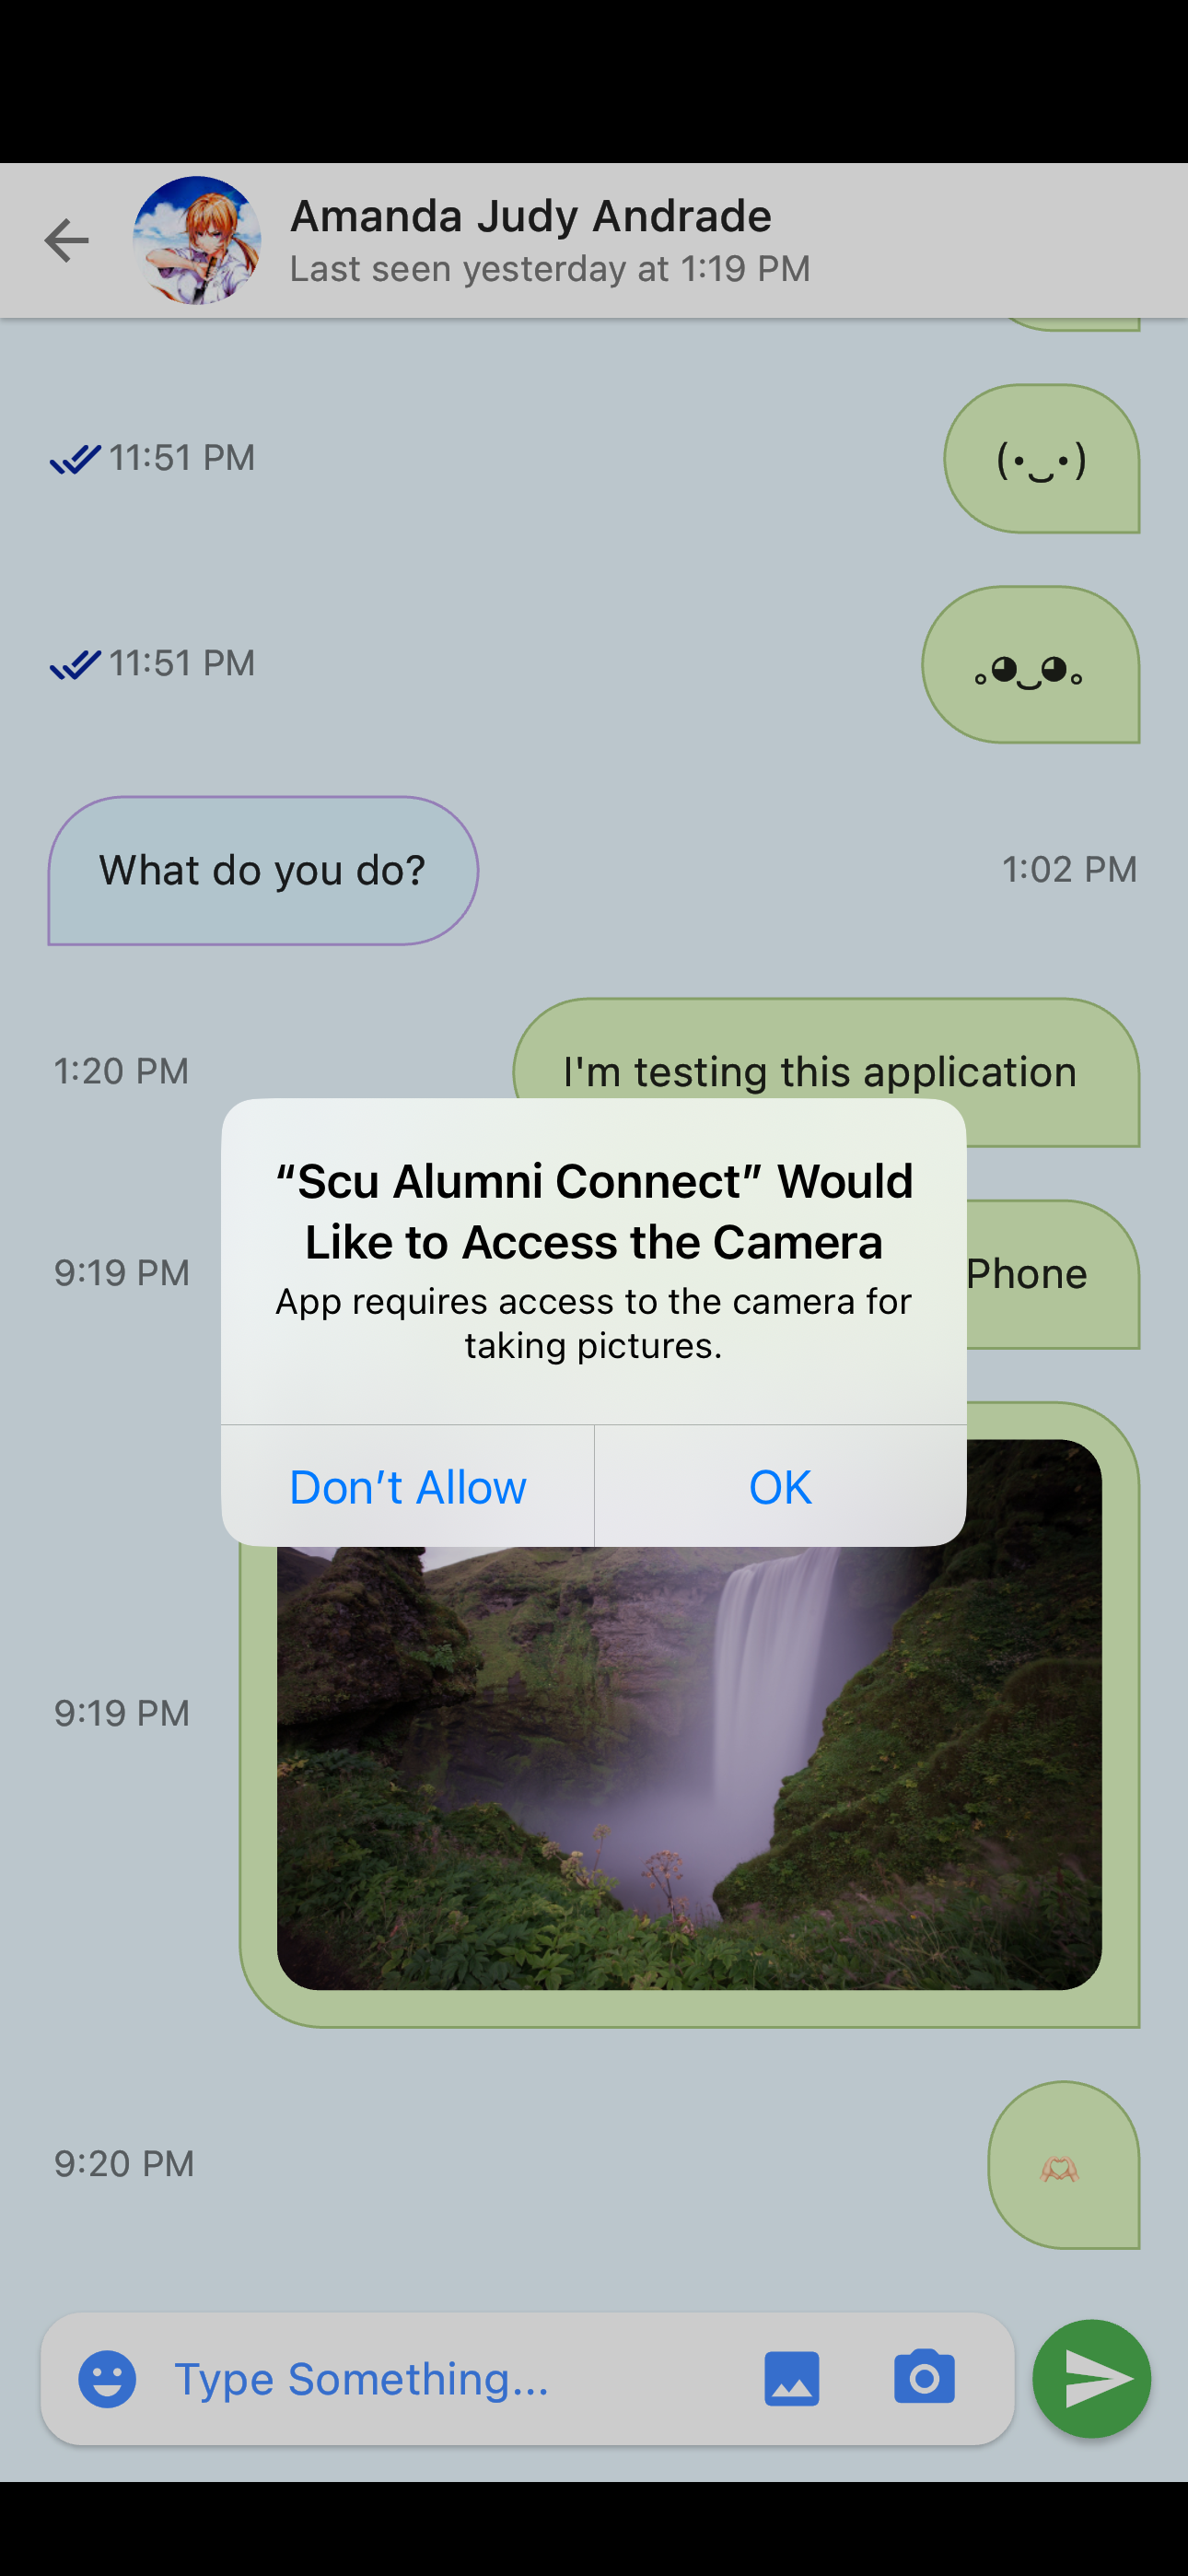 Amanda Judy Andrade
Last seen yesterday at 1:19 PM
11:51 PM
(•‿•)
11:51 PM
｡◕‿◕｡
What do you do?
1:02 PM
1:20 PM
I'm testing this application
“Scu Alumni Connect” Would
Like to Access the Camera
App requires access to the camera for
taking pictures.
Don’t Allow
OK
9:19 PM
Phone
9:19 PM
9:20 PM
🫶🏻
Type Something...